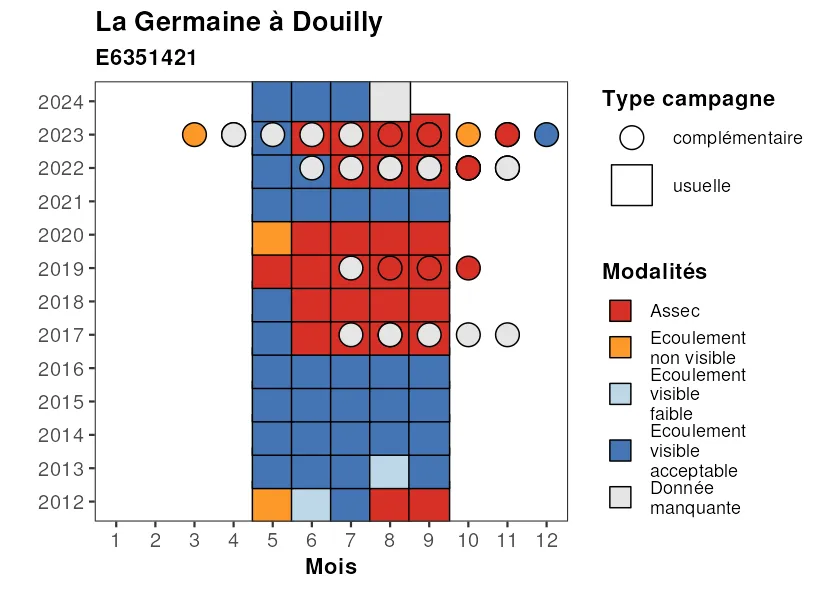 La Germaine à Douilly
E6351421
2024
2023
2022
2021
2020
2019
2018
2017
2016
2015
2014
2013
2012
1 2 3 4 5 6 7 8 9 10 11 12
Mois
Type campagne
complémentaire
usuelle
Modalités
Assec
Ecoulement
non visible
Ecoulement
visible
faible
Ecoulement
visible
acceptable
Donnée
manquante